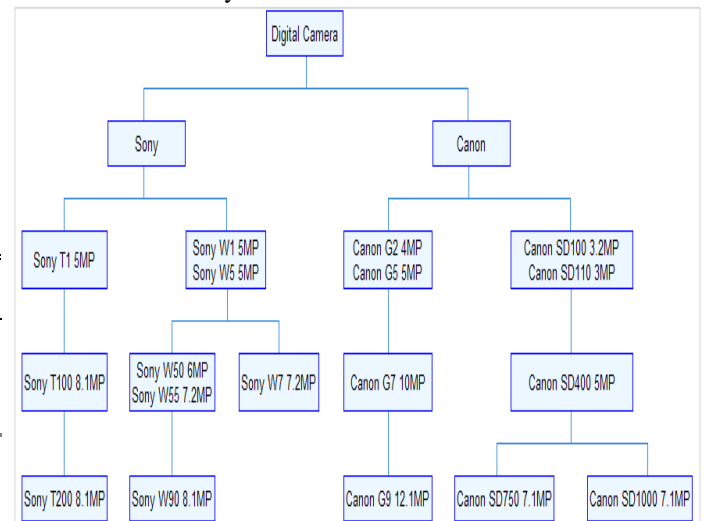 Digital Camera
Sony
Canon
Sony T1 5MP
Sony W1 5MP
Sony W5 5MP
Canon G2 4MP
Canon G5 5MP
Canon SD100 3.2MP
Canon SD110 3MP
Sony T100 8.1MP
Sony W50 6MP
Sony W55 7.2MP
Sony W7 7.2MP
Canon G7 10MP
Canon SD400 5MP
Sony T200 8.1MP
Sony W90 8.1MP
Canon G9 12.1MP
Canon SD750 7.1MP
Canon SD1000 7.1MP